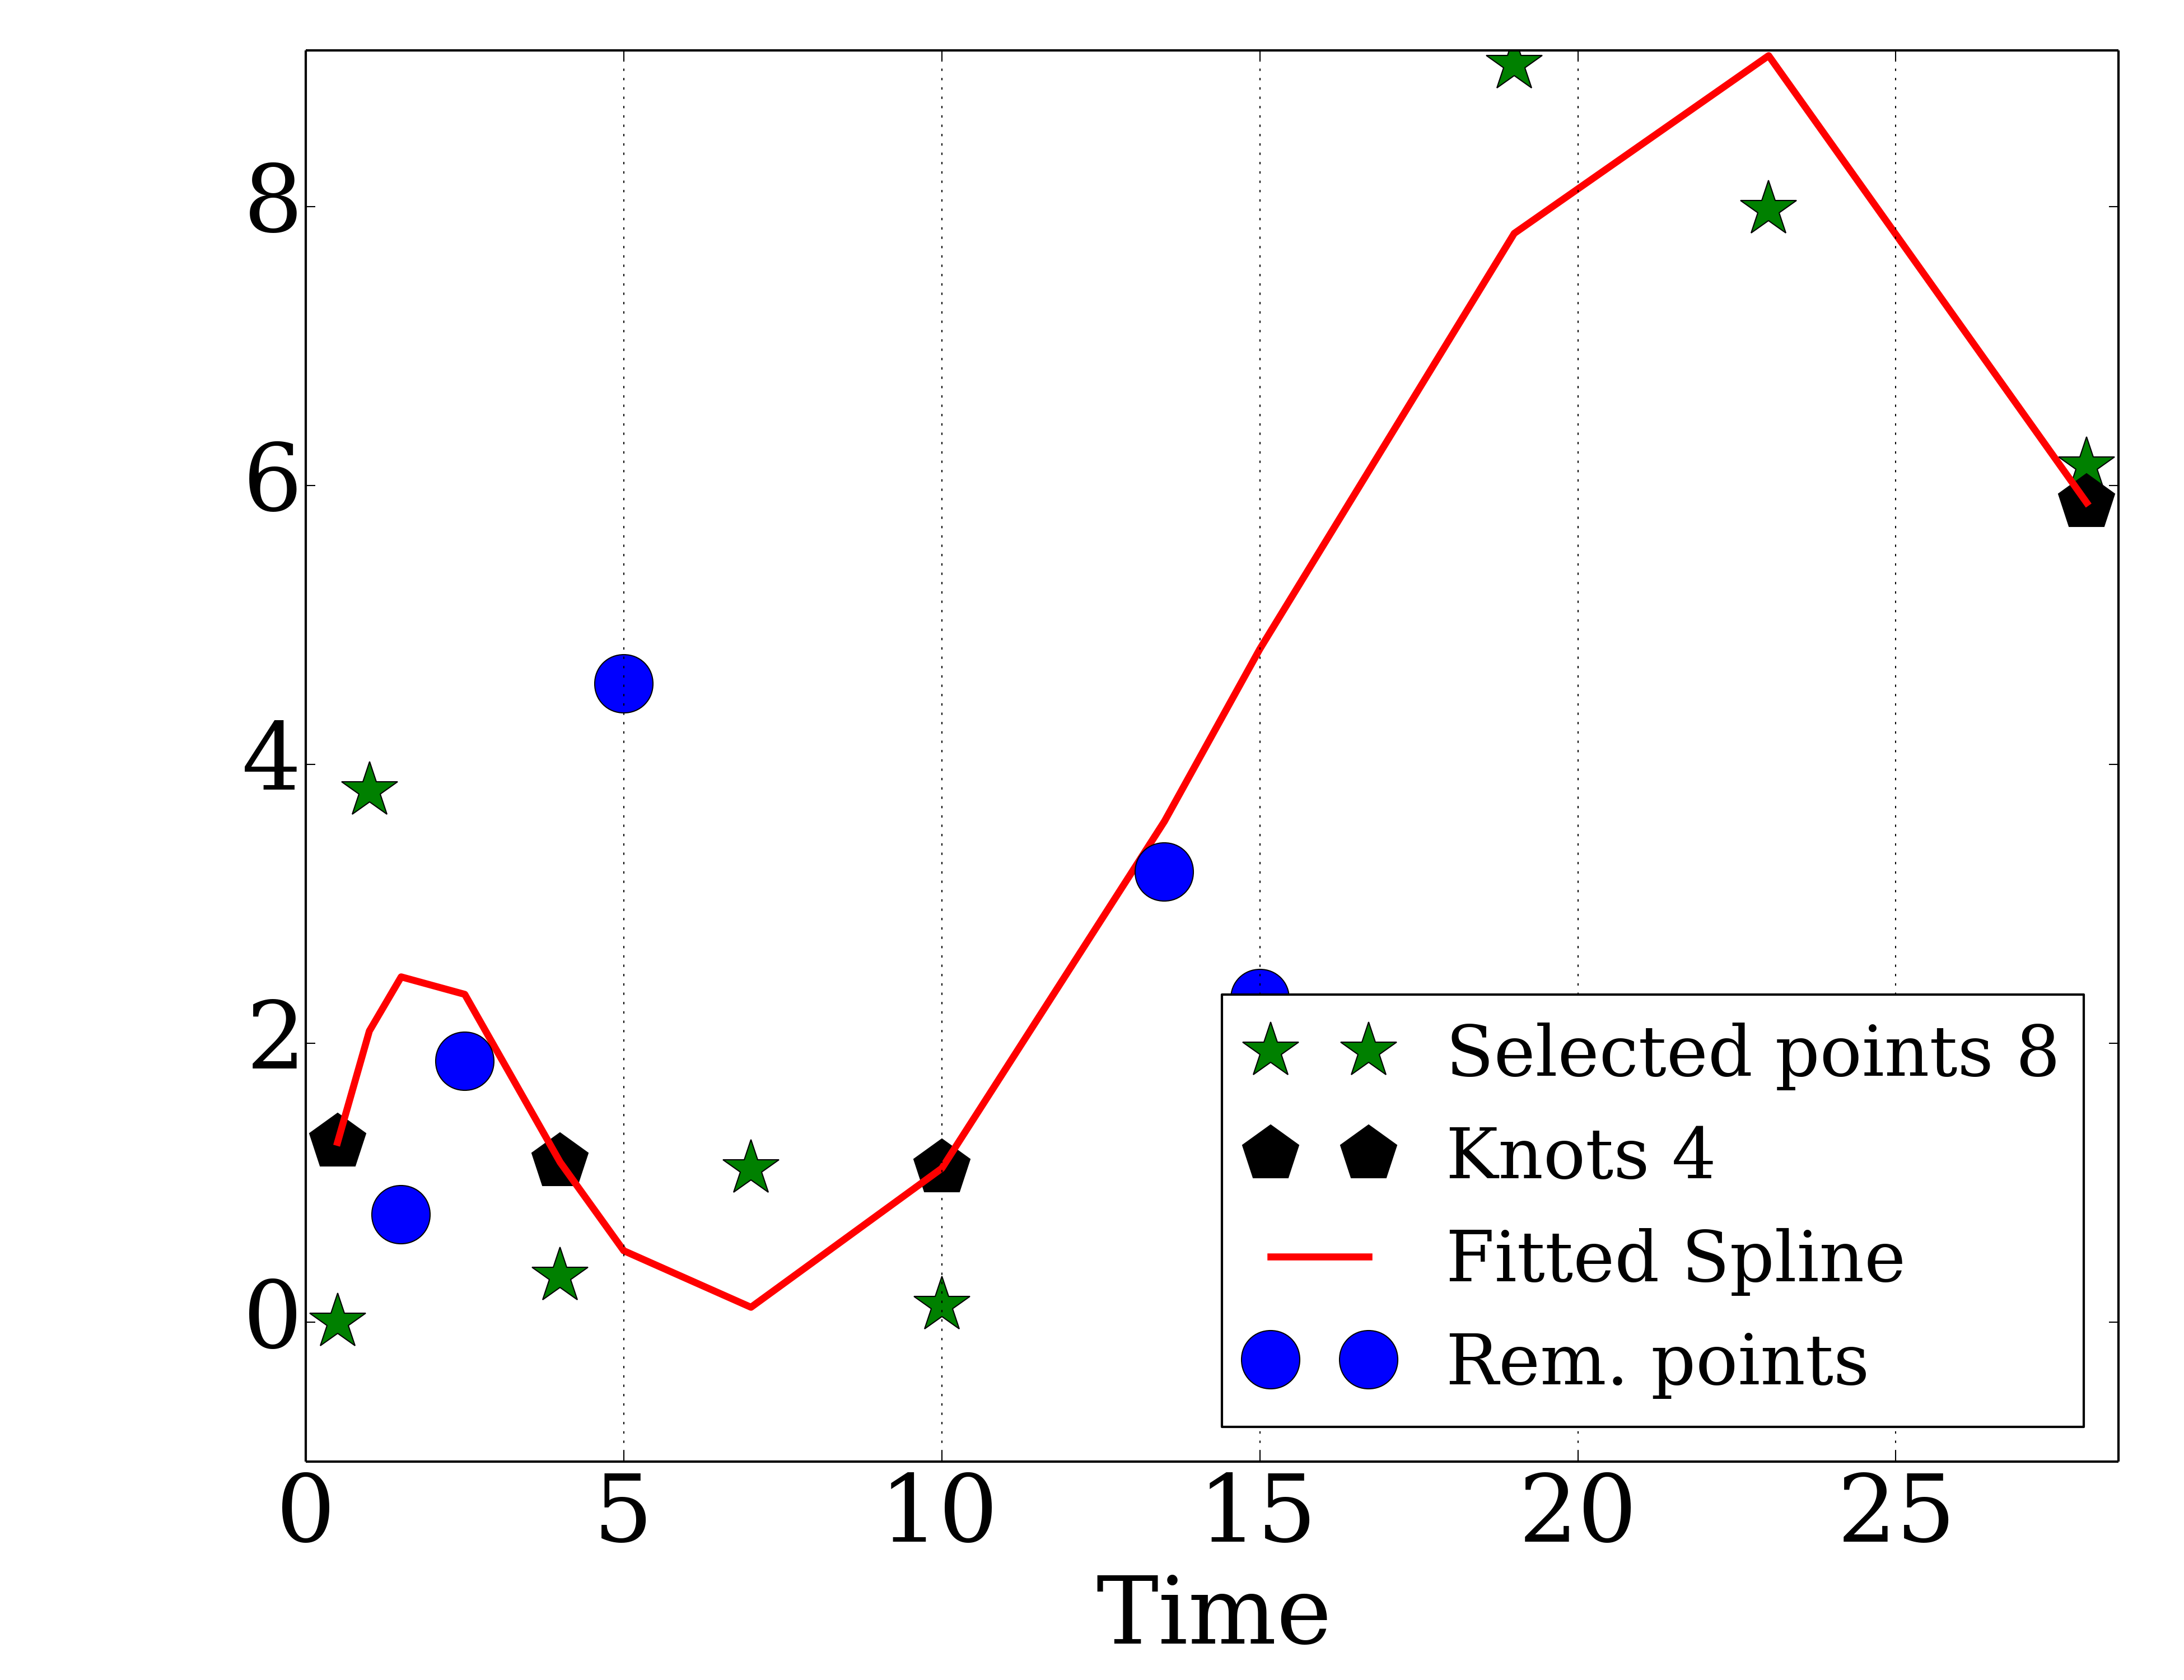 8
6
4
2
0
Selected points 8
Knots 4
Fitted Spline
Rem. points
0 5 10 15 20 25
Time